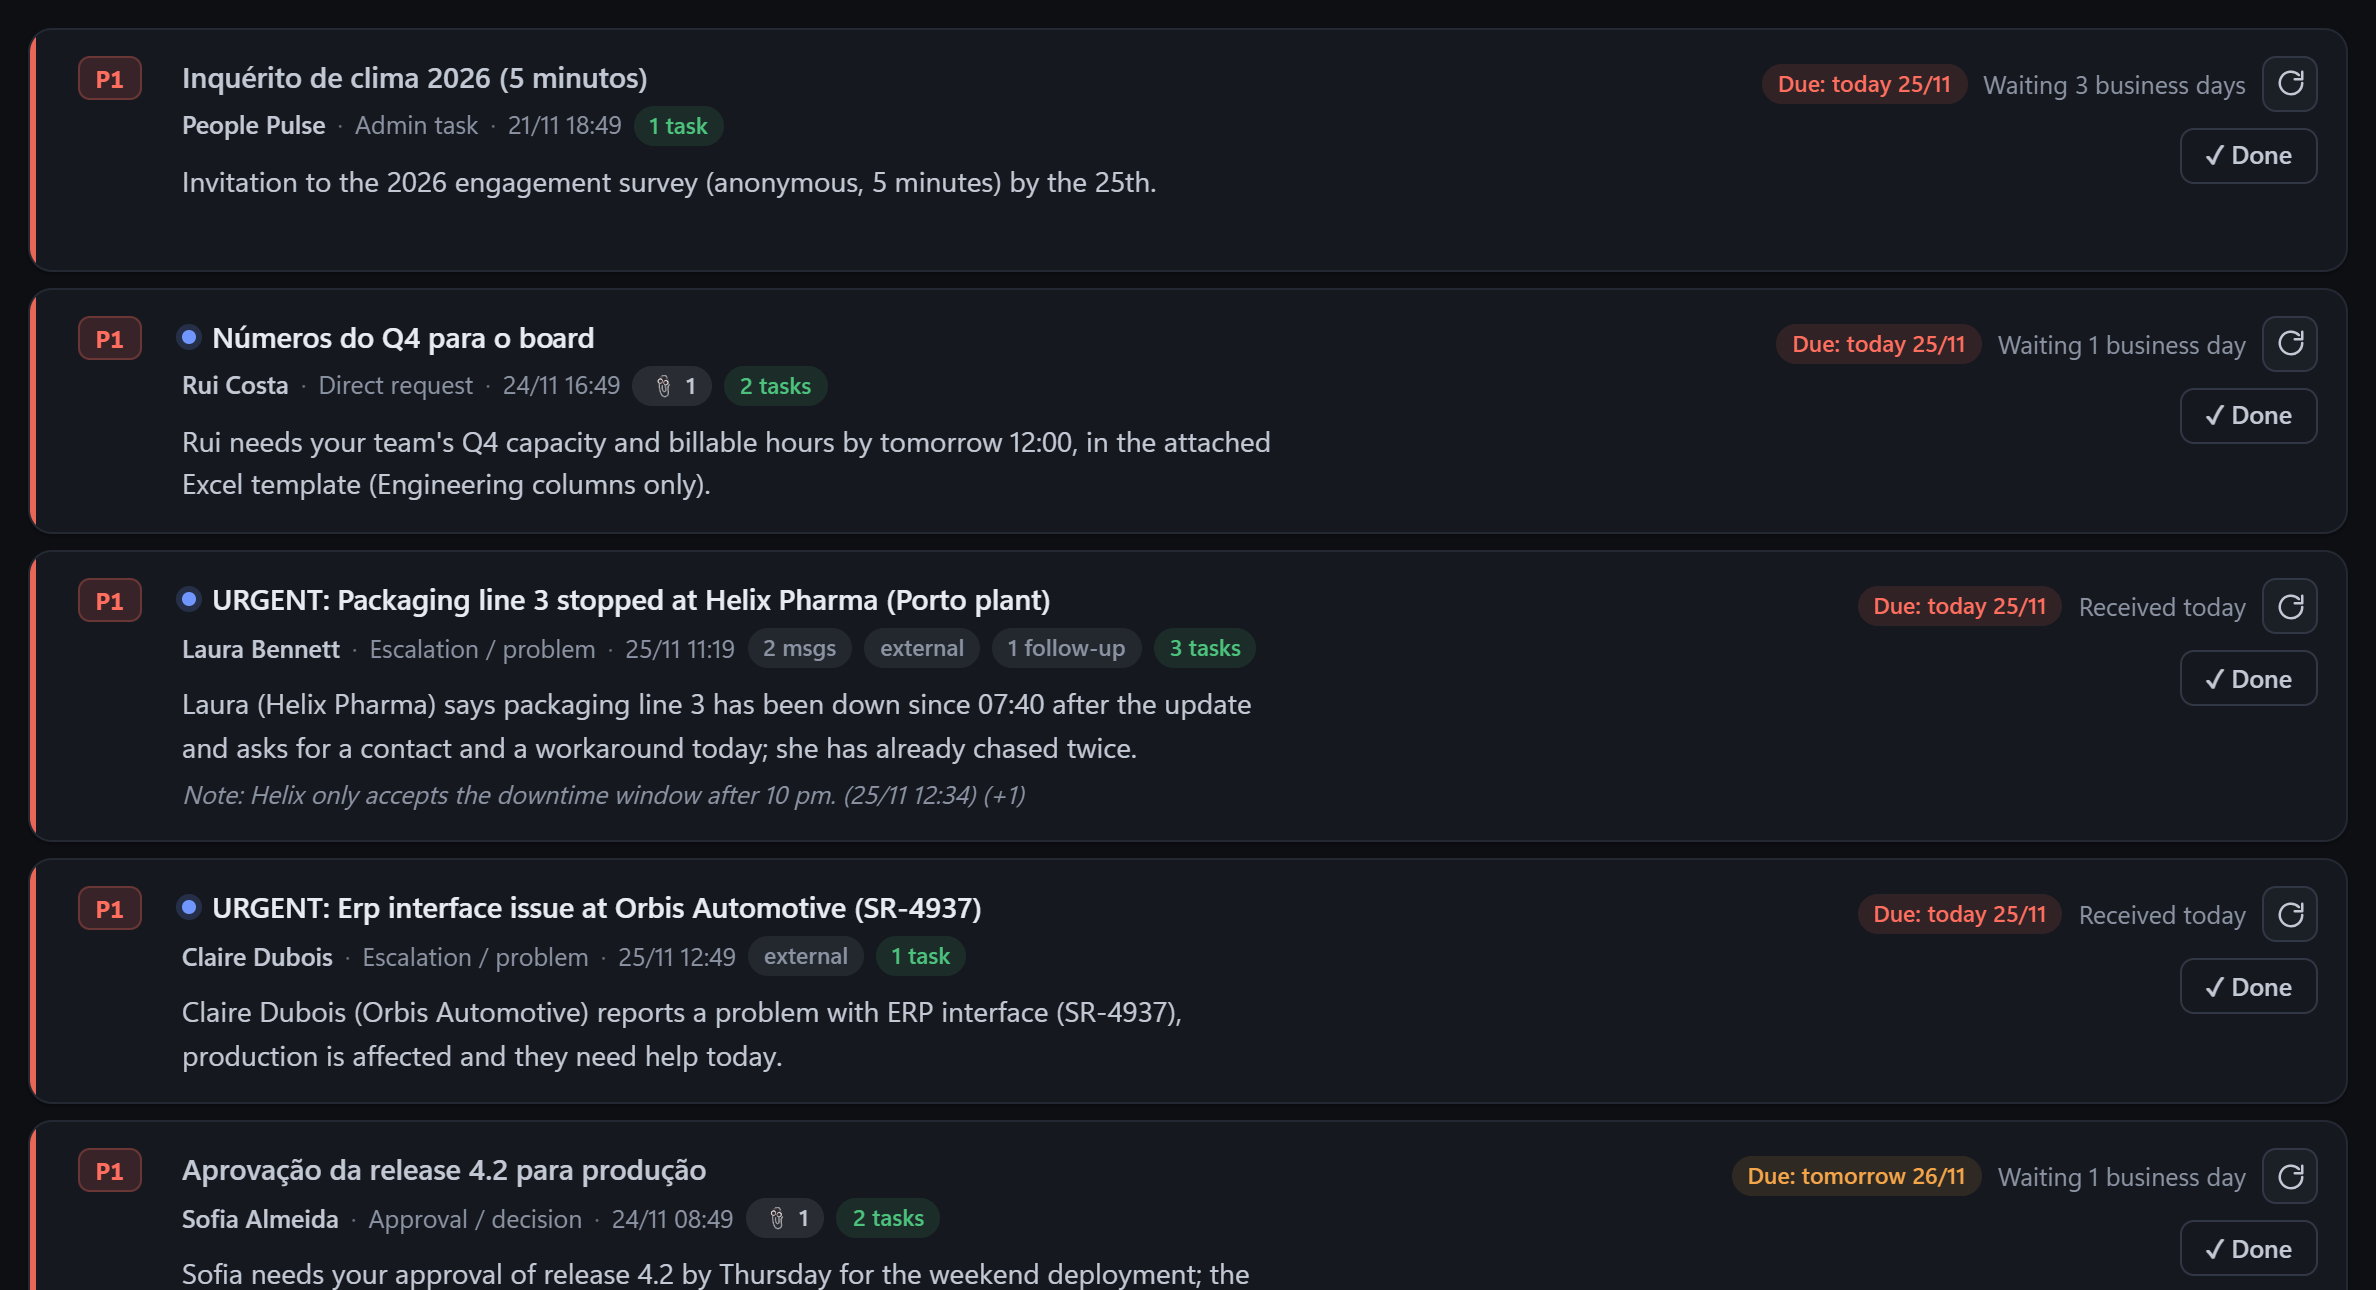 P1 Inquérito de clima 2026 (5 minutos) Due: today 25/11 Waiting 3 business days
People Pulse · Admin task · 21/11 18:49 1 task
✓ Done
Invitation to the 2026 engagement survey (anonymous, 5 minutes) by the 25th.
P1 Números do Q4 para o board Due: today 25/11 Waiting 1 business day
Rui Costa · Direct request · 24/11 16:49 1 2 tasks
✓ Done
Rui needs your team's Q4 capacity and billable hours by tomorrow 12:00, in the attached
Excel template (Engineering columns only).
P1 URGENT: Packaging line 3 stopped at Helix Pharma (Porto plant) Due: today 25/11 Received today
Laura Bennett · Escalation / problem · 25/11 11:19 2 msgs external 1 follow-up 3 tasks
✓ Done
Laura (Helix Pharma) says packaging line 3 has been down since 07:40 after the update
and asks for a contact and a workaround today; she has already chased twice.
Note: Helix only accepts the downtime window after 10 pm. (25/11 12:34) (+1)
P1 URGENT: Erp interface issue at Orbis Automotive (SR-4937) Due: today 25/11 Received today
Claire Dubois · Escalation / problem · 25/11 12:49 external 1 task
✓ Done
Claire Dubois (Orbis Automotive) reports a problem with ERP interface (SR-4937),
production is affected and they need help today.
P1 Aprovação da release 4.2 para produção Due: tomorrow 26/11 Waiting 1 business day
Sofia Almeida · Approval / decision · 24/11 08:49 1 2 tasks
✓ Done
Sofia needs your approval of release 4.2 by Thursday for the weekend deployment; the